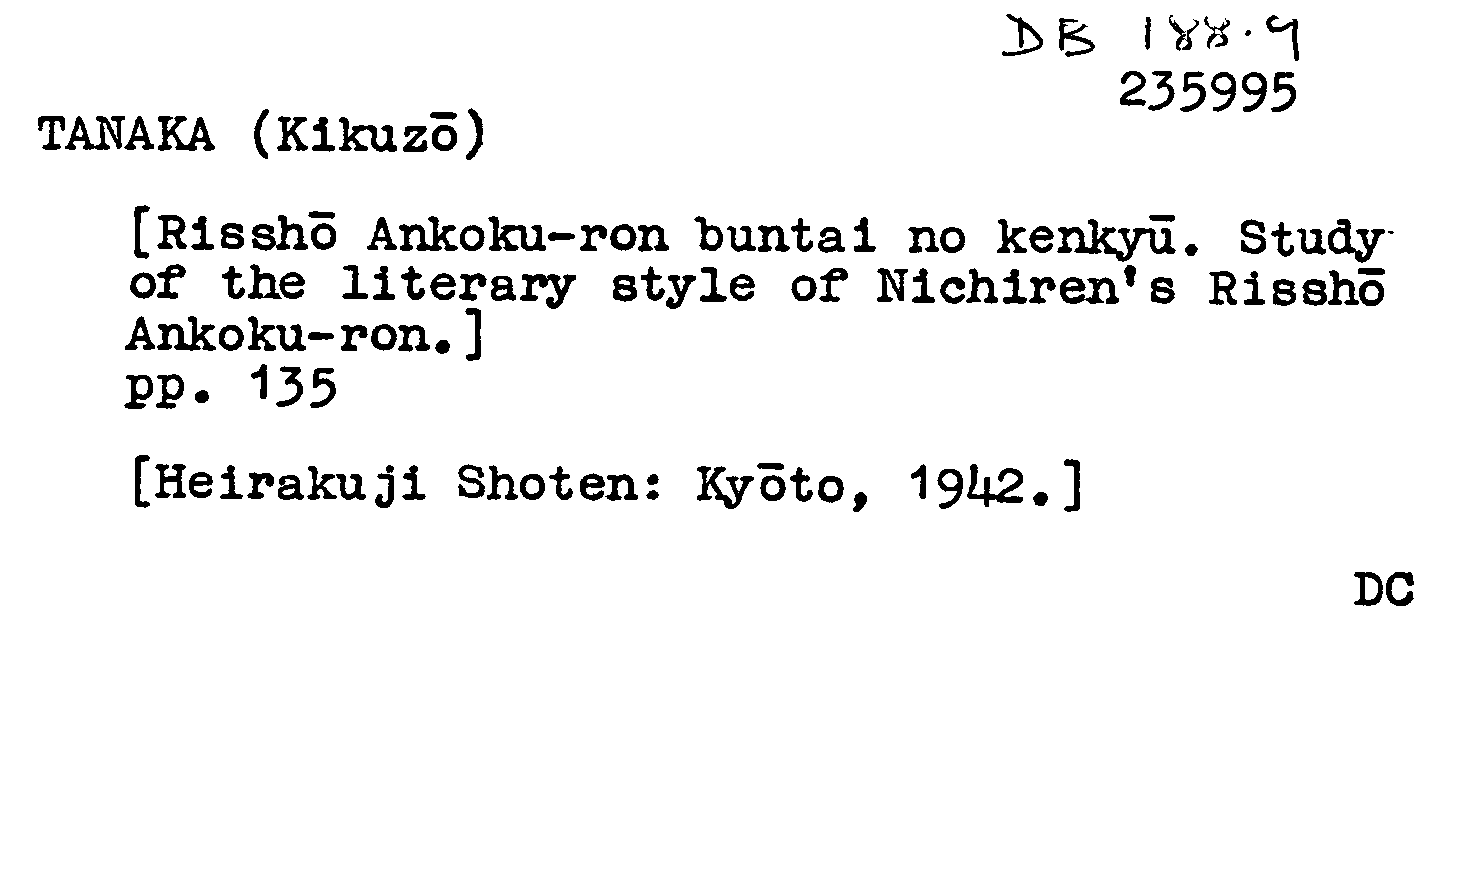 DB 188.9
235995
TANAKA (Kikuzō)
[Risshō Ankoku-ron buntai no kenkyū. Study
of the literary style of Nichiren's Risshō
Ankoku-ron.]
pp. 135
[Heirakuji Shoten: Kyōto, 1942.]
DC